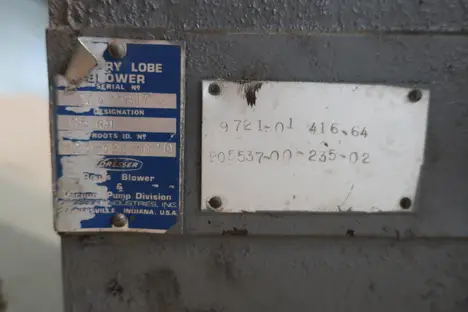 RY LOBE
BLOWER
SERIAL Nº
DESIGNATION
ROOTS ID. Nº
DRESSER
Blower
&
Pump Division
INDUSTRIES, INC.
INDIANA, U.S.A.
9721-01 416-64
P05537-00-235-02